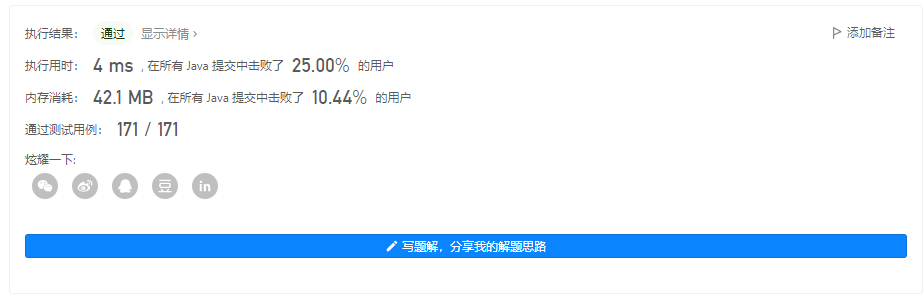 执行结果： 通过 显示详情 › 添加备注
执行用时： 4 ms , 在所有 Java 提交中击败了 25.00% 的用户
内存消耗： 42.1 MB , 在所有 Java 提交中击败了 10.44% 的用户
通过测试用例： 171 / 171
炫耀一下:
豆 in
写题解，分享我的解题思路